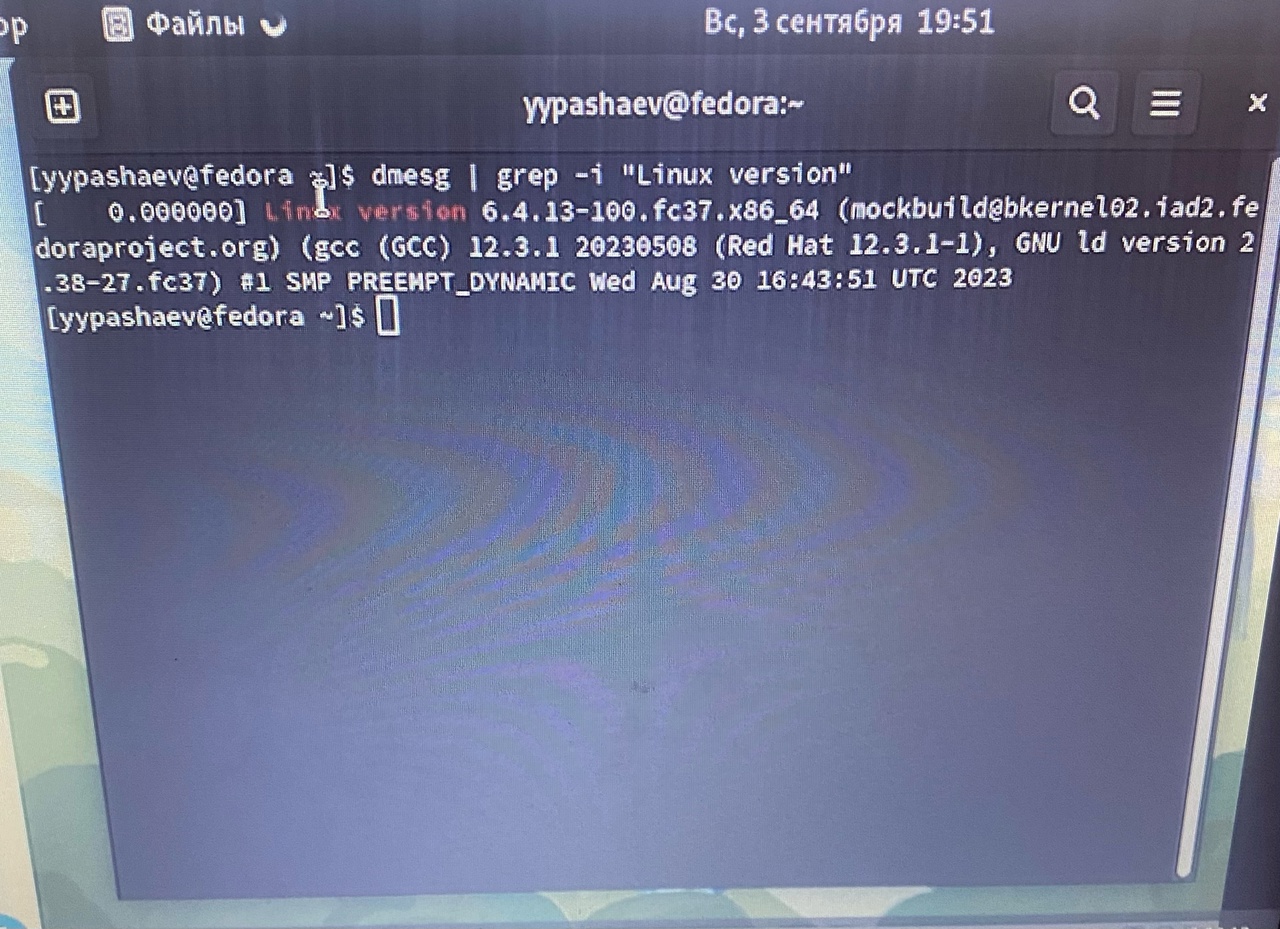 ор Файлы Вс, 3 сентября 19:51
yypashaev@fedora:~
[yypashaev@fedora ~]$ dmesg | grep -i "Linux version"
[    0.000000] Linux version 6.4.13-100.fc37.x86_64 (mockbuild@bkernel02.iad2.fe
doraproject.org) (gcc (GCC) 12.3.1 20230508 (Red Hat 12.3.1-1), GNU ld version 2
.38-27.fc37) #1 SMP PREEMPT_DYNAMIC Wed Aug 30 16:43:51 UTC 2023
[yypashaev@fedora ~]$